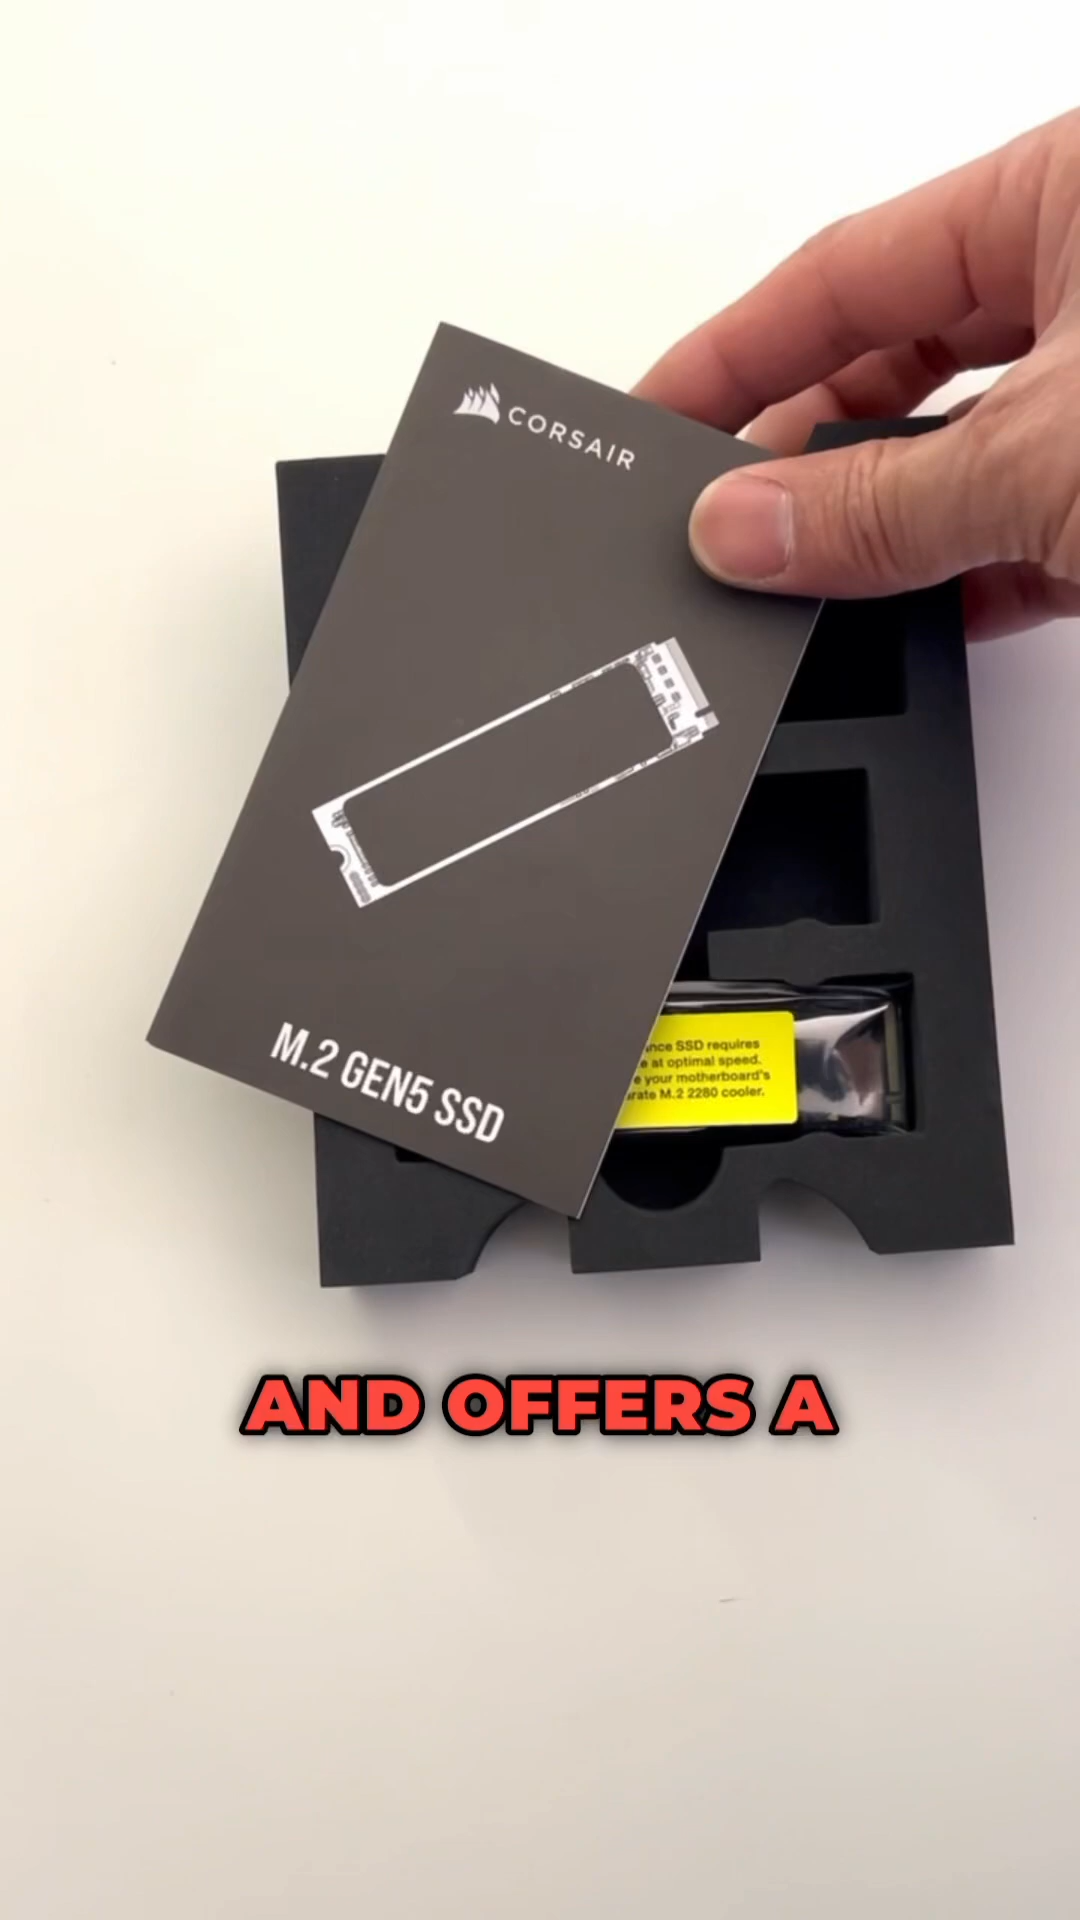 CORSAIR
M.2 GEN5 SSD
SSD requires
at optimal speed.
your motherboard's
M.2 2280 cooler.
AND OFFERS A